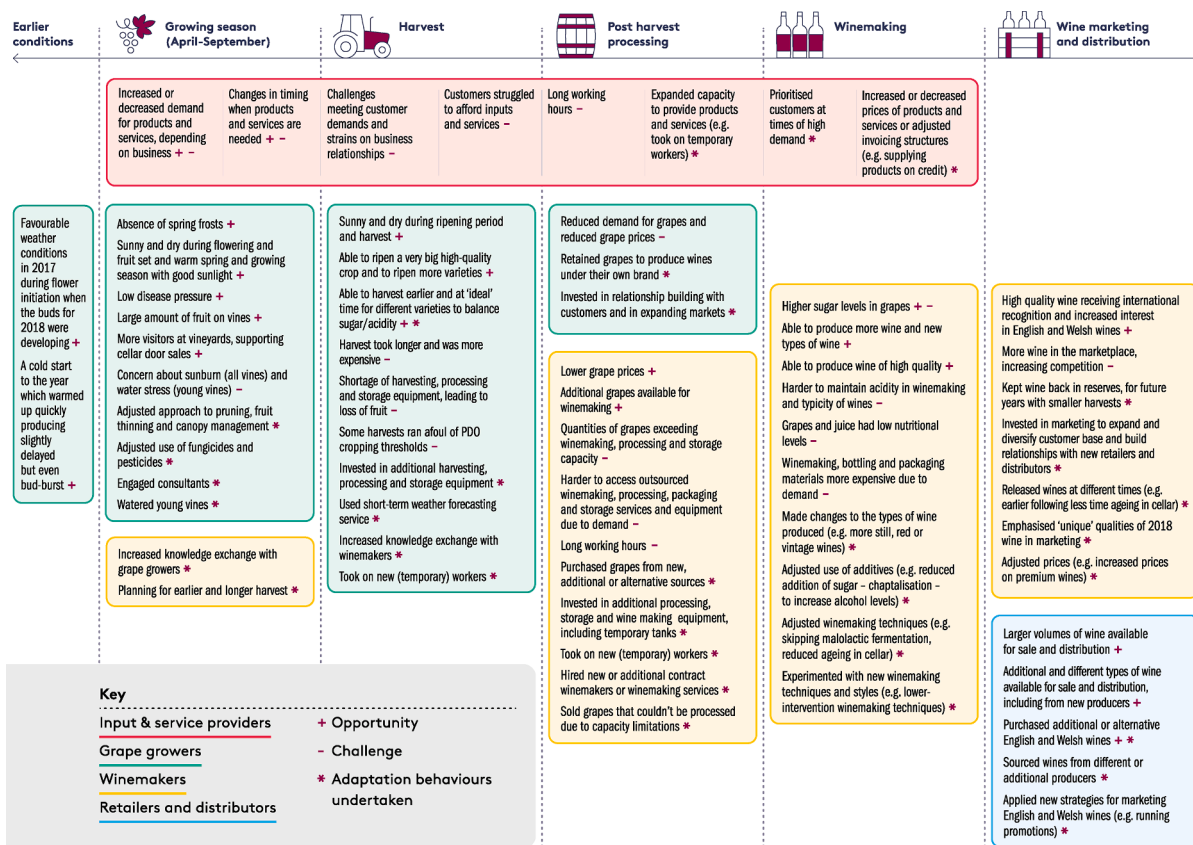 Earlier
conditions
Growing season
(April-September)
Harvest
Post harvest
processing
Winemaking
Wine marketing
and distribution
Increased or
decreased demand
for products and
services, depending
on business + –
Changes in timing
when products
and services are
needed + –
Challenges
meeting customer
demands and
strains on business
relationships –
Customers struggled
to afford inputs
and services –
Long working
hours –
Expanded capacity
to provide products
and services (e.g.
took on temporary
workers) *
Prioritised
customers at
times of high
demand *
Increased or decreased
prices of products and
services or adjusted
invoicing structures
(e.g. supplying
products on credit) *
Favourable
weather
conditions
in 2017
during flower
initiation when
the buds for
2018 were
developing +
A cold start
to the year
which warmed
up quickly
producing
slightly
delayed
but even
bud-burst +
Absence of spring frosts +
Sunny and dry during flowering and
fruit set and warm spring and growing
season with good sunlight +
Low disease pressure +
Large amount of fruit on vines +
More visitors at vineyards, supporting
cellar door sales +
Concern about sunburn (all vines) and
water stress (young vines) –
Adjusted approach to pruning, fruit
thinning and canopy management *
Adjusted use of fungicides and
pesticides *
Engaged consultants *
Watered young vines *
Increased knowledge exchange with
grape growers *
Planning for earlier and longer harvest *
Sunny and dry during ripening period
and harvest +
Able to ripen a very big high-quality
crop and to ripen more varieties +
Able to harvest earlier and at ‘ideal’
time for different varieties to balance
sugar/acidity + *
Harvest took longer and was more
expensive –
Shortage of harvesting, processing
and storage equipment, leading to
loss of fruit –
Some harvests ran afoul of PDO
cropping thresholds –
Invested in additional harvesting,
processing and storage equipment *
Used short-term weather forecasting
service *
Increased knowledge exchange with
winemakers *
Took on new (temporary) workers *
Reduced demand for grapes and
reduced grape prices –
Retained grapes to produce wines
under their own brand *
Invested in relationship building with
customers and in expanding markets *
Lower grape prices +
Additional grapes available for
winemaking +
Quantities of grapes exceeding
winemaking, processing and storage
capacity –
Harder to access outsourced
winemaking, processing, packaging
and storage services and equipment
due to demand –
Long working hours –
Purchased grapes from new,
additional or alternative sources *
Invested in additional processing,
storage and wine making equipment,
including temporary tanks *
Took on new (temporary) workers *
Hired new or additional contract
winemakers or winemaking services *
Sold grapes that couldn’t be processed
due to capacity limitations *
Higher sugar levels in grapes + –
Able to produce more wine and new
types of wine +
Able to produce wine of high quality +
Harder to maintain acidity in winemaking
and typicity of wines –
Grapes and juice had low nutritional
levels –
Winemaking, bottling and packaging
materials more expensive due to
demand –
Made changes to the types of wine
produced (e.g. more still, red or
vintage wines) *
Adjusted use of additives (e.g. reduced
addition of sugar – chaptalisation –
to increase alcohol levels) *
Adjusted winemaking techniques (e.g.
skipping malolactic fermentation,
reduced ageing in cellar) *
Experimented with new winemaking
techniques and styles (e.g. lower-
intervention winemaking techniques) *
High quality wine receiving international
recognition and increased interest
in English and Welsh wines +
More wine in the marketplace,
increasing competition –
Kept wine back in reserves, for future
years with smaller harvests *
Invested in marketing to expand and
diversify customer base and build
relationships with new retailers and
distributors *
Released wines at different times (e.g.
earlier following less time ageing in cellar) *
Emphasised ‘unique’ qualities of 2018
wine in marketing *
Adjusted prices (e.g. increased prices
on premium wines) *
Larger volumes of wine available
for sale and distribution +
Additional and different types of wine
available for sale and distribution,
including from new producers +
Purchased additional or alternative
English and Welsh wines + *
Sourced wines from different or
additional producers *
Applied new strategies for marketing
English and Welsh wines (e.g. running
promotions) *
Key
Input & service providers
Grape growers
Winemakers
Retailers and distributors
+ Opportunity
– Challenge
* Adaptation behaviours
undertaken